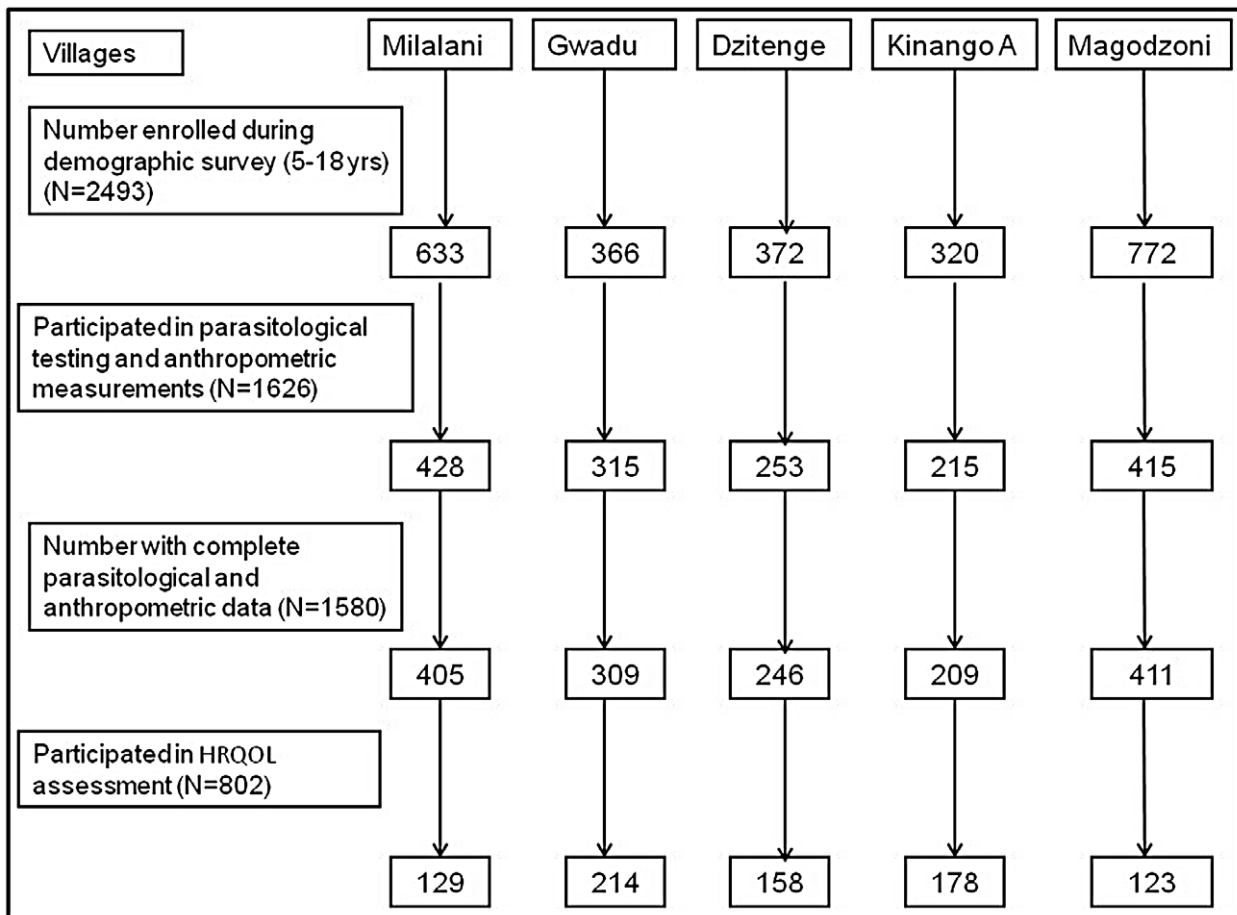 Villages
Milalani
Gwadu
Dzitenge
Kinango A
Magodzoni
Number enrolled during
demographic survey (5-18 yrs)
(N=2493)
633
366
372
320
772
Participated in parasitological
testing and anthropometric
measurements (N=1626)
428
315
253
215
415
Number with complete
parasitological and
anthropometric data (N=1580)
405
309
246
209
411
Participated in HRQOL
assessment (N=802)
129
214
158
178
123